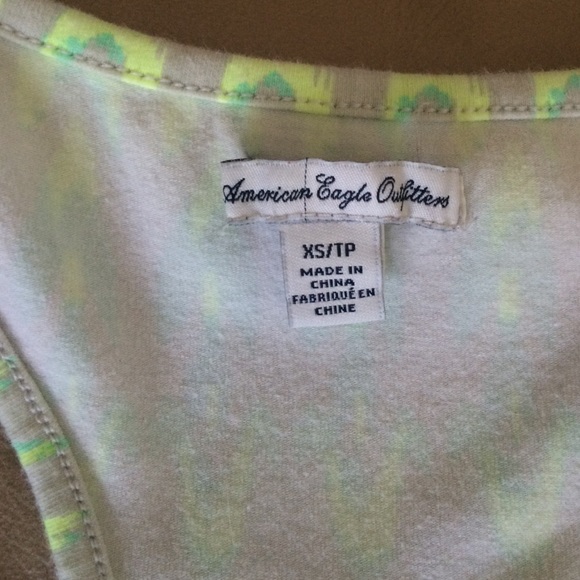 American Eagle Outfitters
XS/TP
MADE IN
CHINA
FABRIQUÉ EN
CHINE